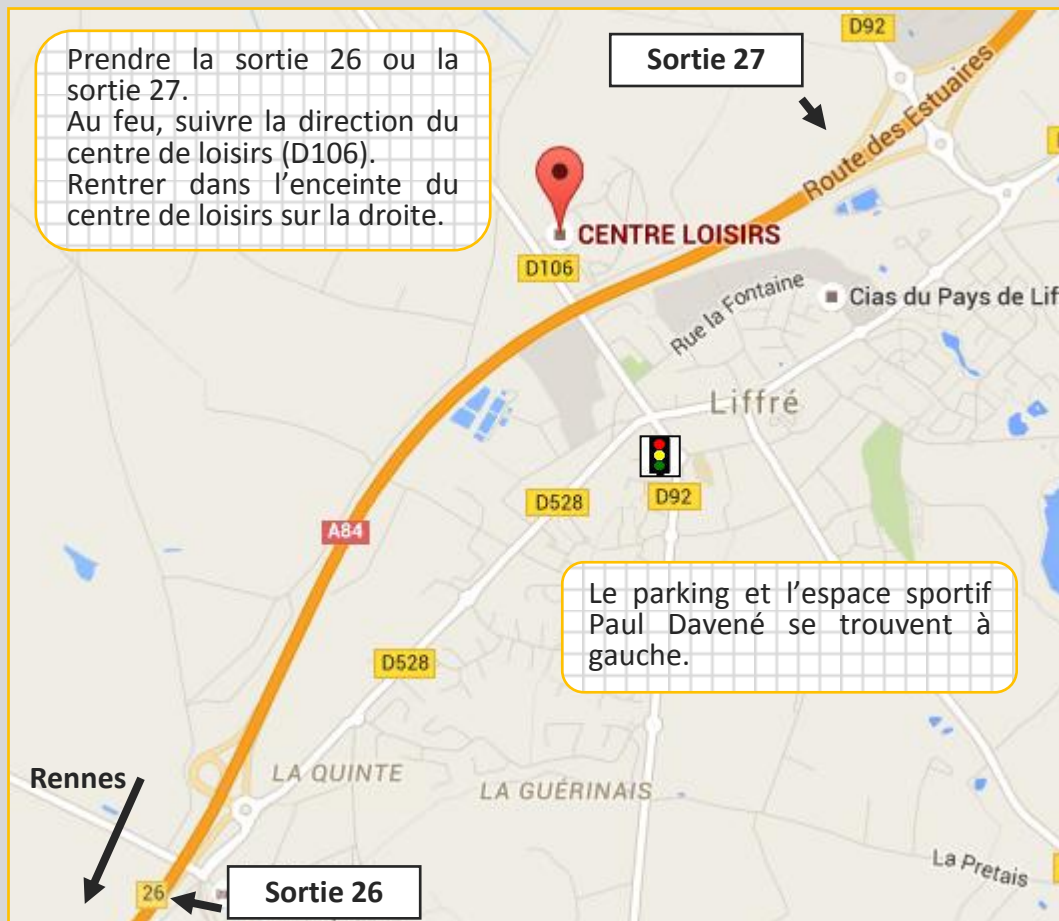 Prendre la sortie 26 ou la
sortie 27.
Au feu, suivre la direction du
centre de loisirs (D106).
Rentrer dans l'enceinte du
centre de loisirs sur la droite.
Sortie 27
D92
Route des Estuaires
CENTRE LOISIRS
D106
Rue la Fontaine
Cias du Pays de Lif
Liffré
D528
D92
A84
Le parking et l'espace sportif
Paul Davené se trouvent à
gauche.
D528
Rennes
LA QUINTE
LA GUÉRINAIS
La Pretais
26
Sortie 26